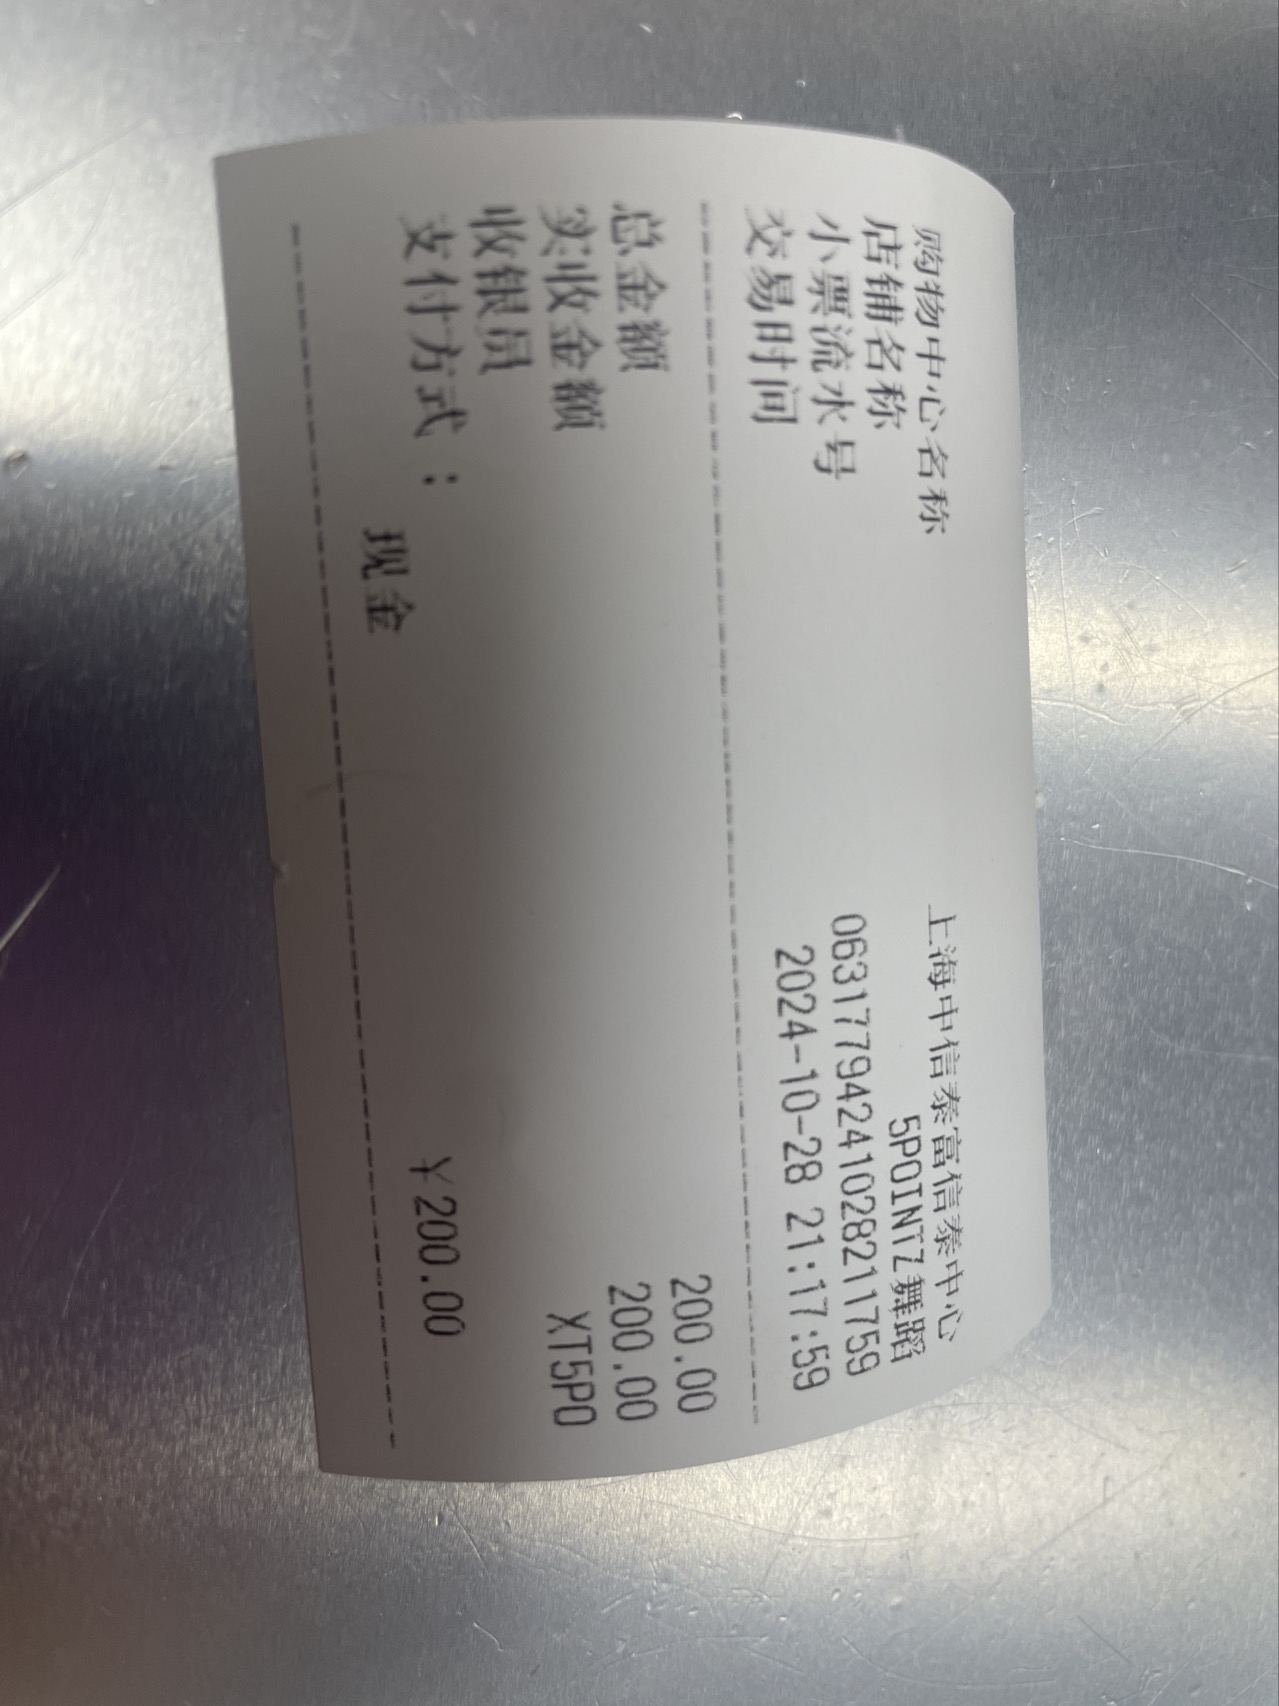 购物中心名称 上海中信泰富信泰中心
店铺名称 5POINTZ舞蹈
小票流水号 0631779424102821​1759
交易时间 2024-10-28 21:17:59
总金额 200.00
实收金额 200.00
收银员 XT5PO
支付方式：
现金 ￥200.00